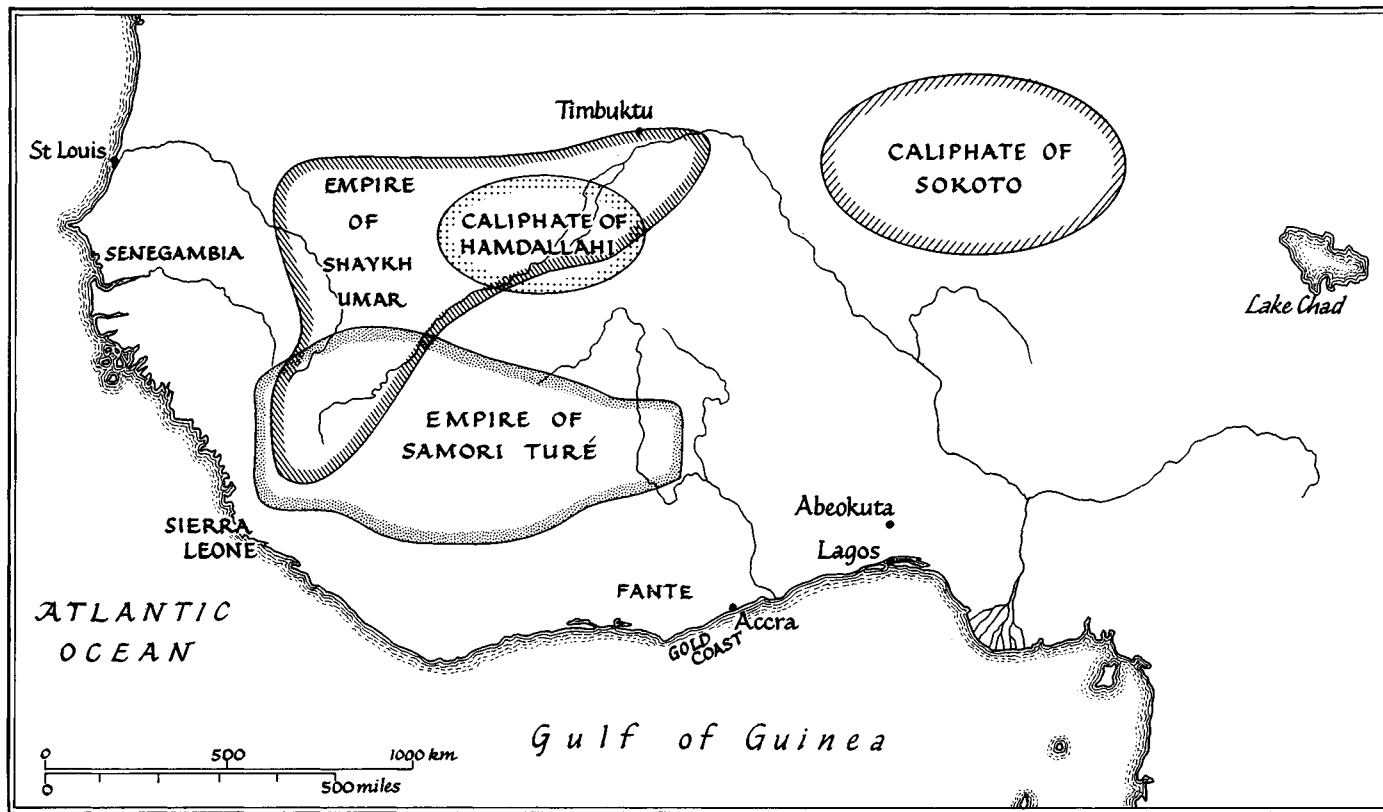 Timbuktu
St Louis
CALIPHATE OF
SOKOTO
EMPIRE
OF
SHAYKH
UMAR
CALIPHATE OF
HAMDALLAHI
SENEGAMBIA
Lake Chad
EMPIRE OF
SAMORI TURÉ
SIERRA
LEONE
Abeokuta
Lagos
FANTE
Accra
GOLD
COAST
ATLANTIC
OCEAN
Gulf of Guinea
0 500 1000 km
0 500 miles